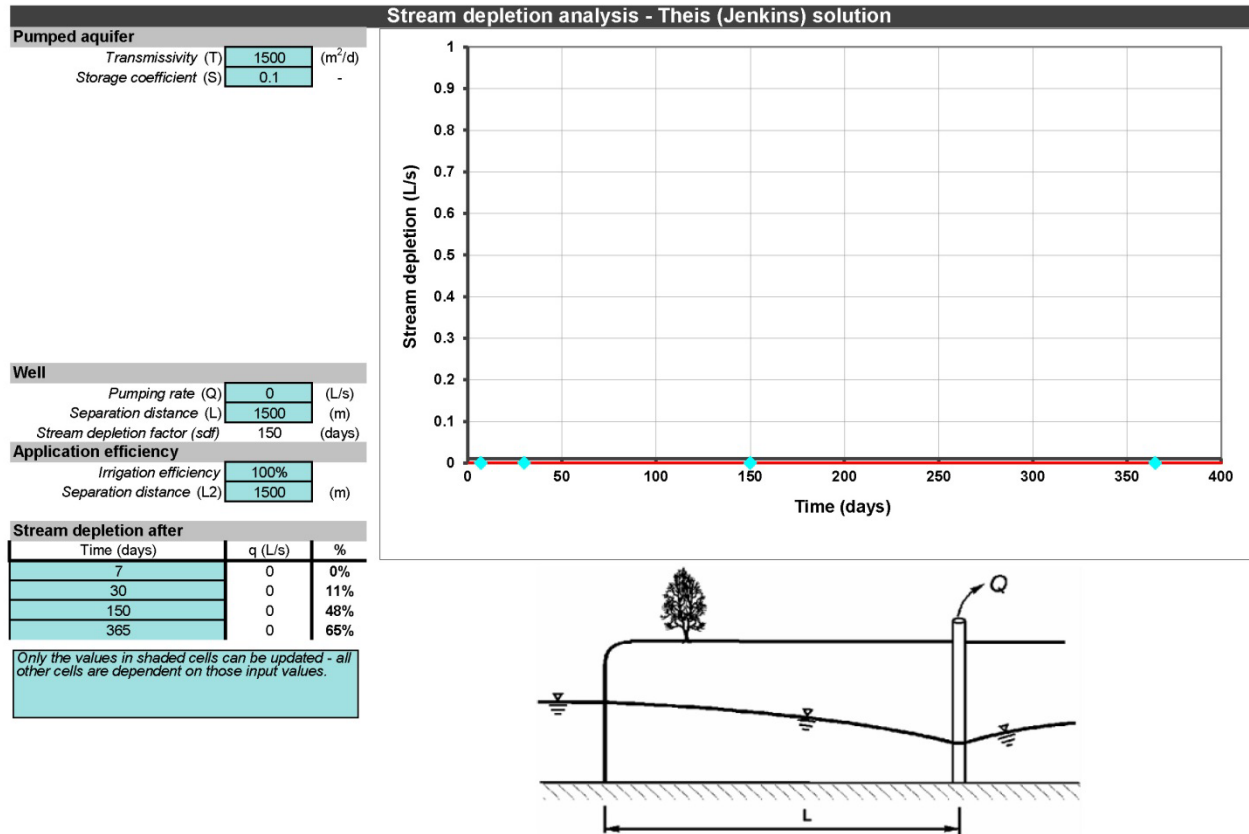 Stream depletion analysis - Theis (Jenkins) solution
Pumped aquifer
Transmissivity (T) 1500 (m²/d)
Storage coefficient (S) 0.1 -
Well
Pumping rate (Q) 0 (L/s)
Separation distance (L) 1500 (m)
Stream depletion factor (sdf) 150 (days)
Application efficiency
Irrigation efficiency 100%
Separation distance (L2) 1500 (m)
Stream depletion after
Time (days) q (L/s) %
7 0 0%
30 0 11%
150 0 48%
365 0 65%
Only the values in shaded cells can be updated - all
other cells are dependent on those input values.
Stream depletion (L/s)
1
0.9
0.8
0.7
0.6
0.5
0.4
0.3
0.2
0.1
0
0 50 100 150 200 250 300 350 400
Time (days)
Q
L